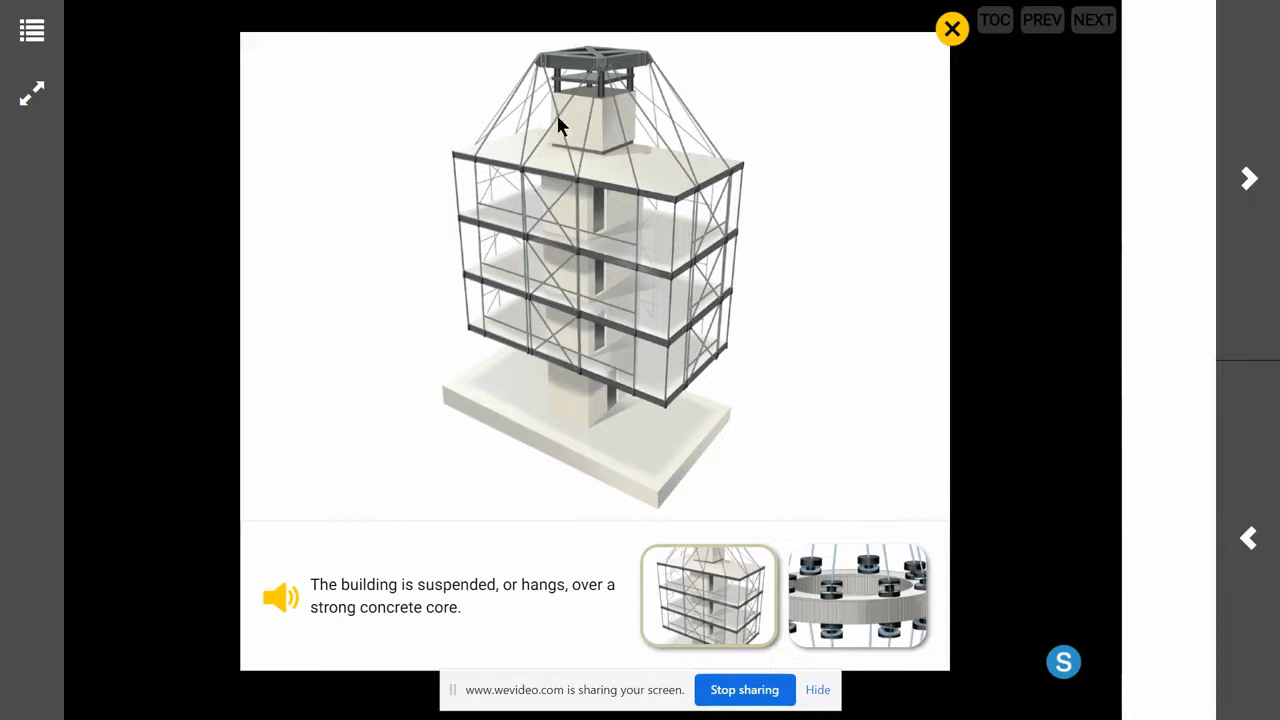 TOC PREV NEXT
The building is suspended, or hangs, over a
strong concrete core.
S
www.wevideo.com is sharing your screen. Stop sharing Hide